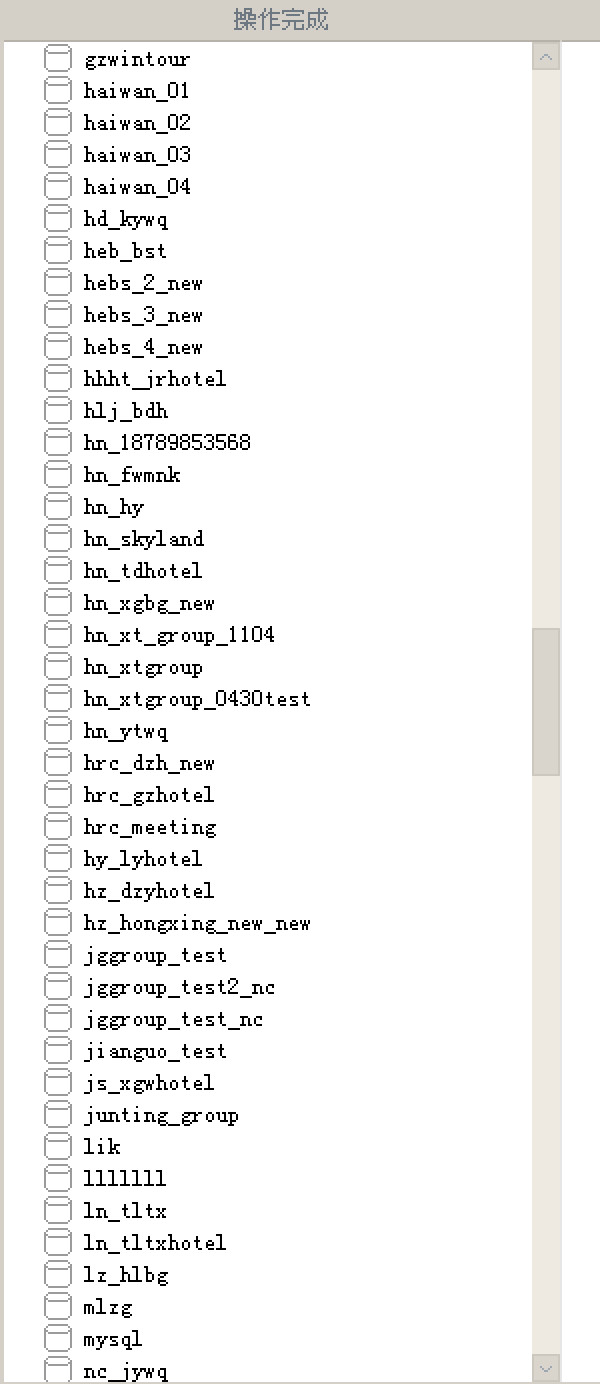 操作完成
gzwintour
haiwan_01
haiwan_02
haiwan_03
haiwan_04
hd_kywq
heb_bst
hebs_2_new
hebs_3_new
hebs_4_new
hhht_jrhotel
hlj_bdh
hn_18789853568
hn_fwmnk
hn_hy
hn_skyland
hn_tdhotel
hn_xgbg_new
hn_xt_group_1104
hn_xtgroup
hn_xtgroup_0430test
hn_ytwq
hrc_dzh_new
hrc_gzhotel
hrc_meeting
hy_lyhotel
hz_dzyhotel
hz_hongxing_new_new
jggroup_test
jggroup_test2_nc
jggroup_test_nc
jianguo_test
js_xgwhotel
junting_group
lik
lllllll
ln_tltx
ln_tltxhotel
lz_hlbg
mlzg
mysql
nc_jywq